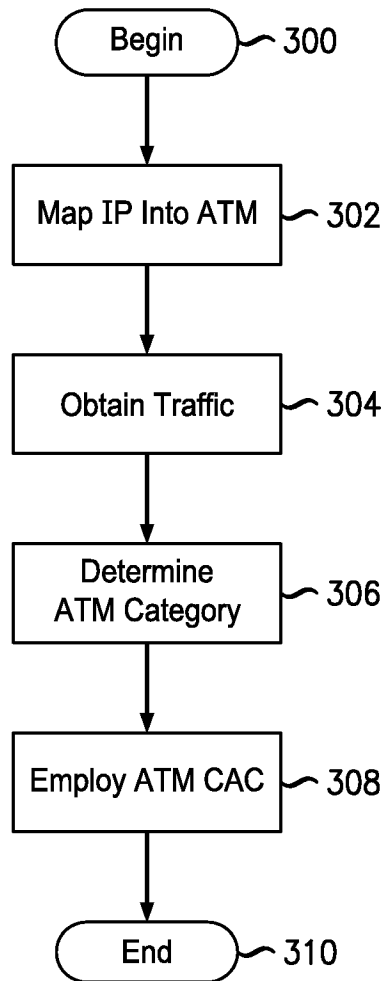 Begin 300
Map IP Into ATM 302
Obtain Traffic 304
Determine
ATM Category 306
Employ ATM CAC 308
End 310